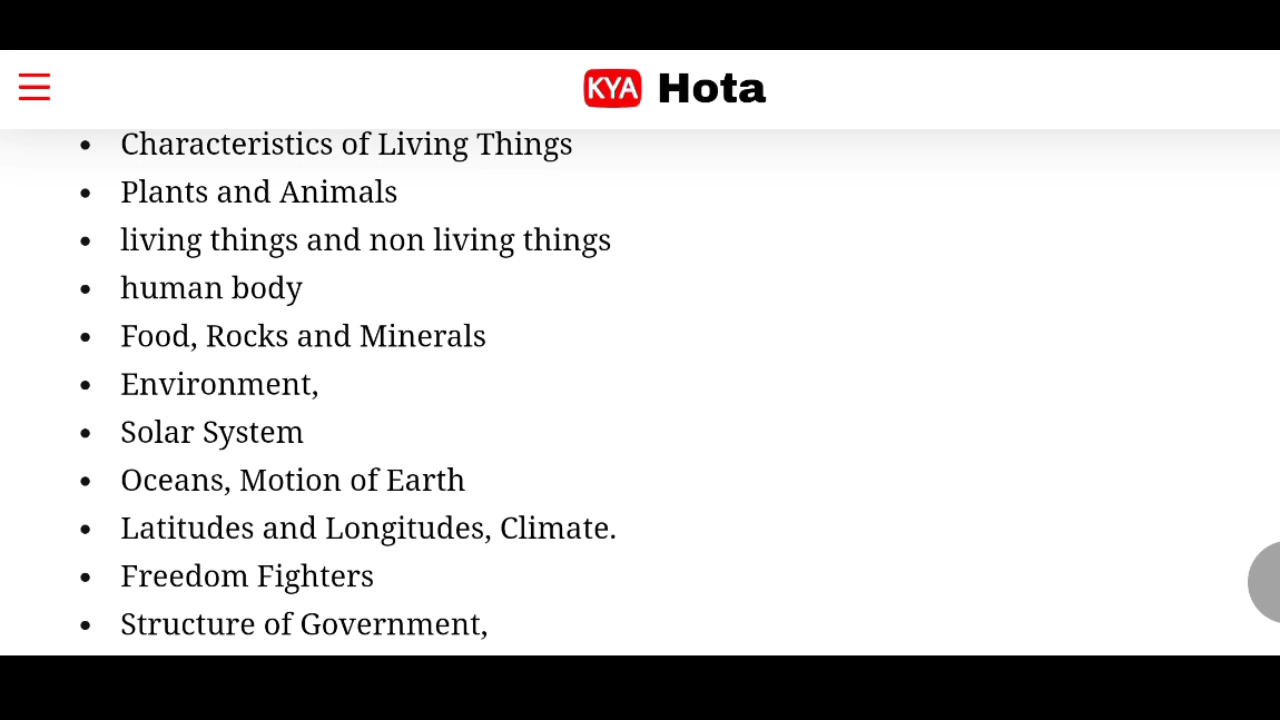 KYA Hota
Characteristics of Living Things
Plants and Animals
living things and non living things
human body
Food, Rocks and Minerals
Environment,
Solar System
Oceans, Motion of Earth
Latitudes and Longitudes, Climate.
Freedom Fighters
Structure of Government,